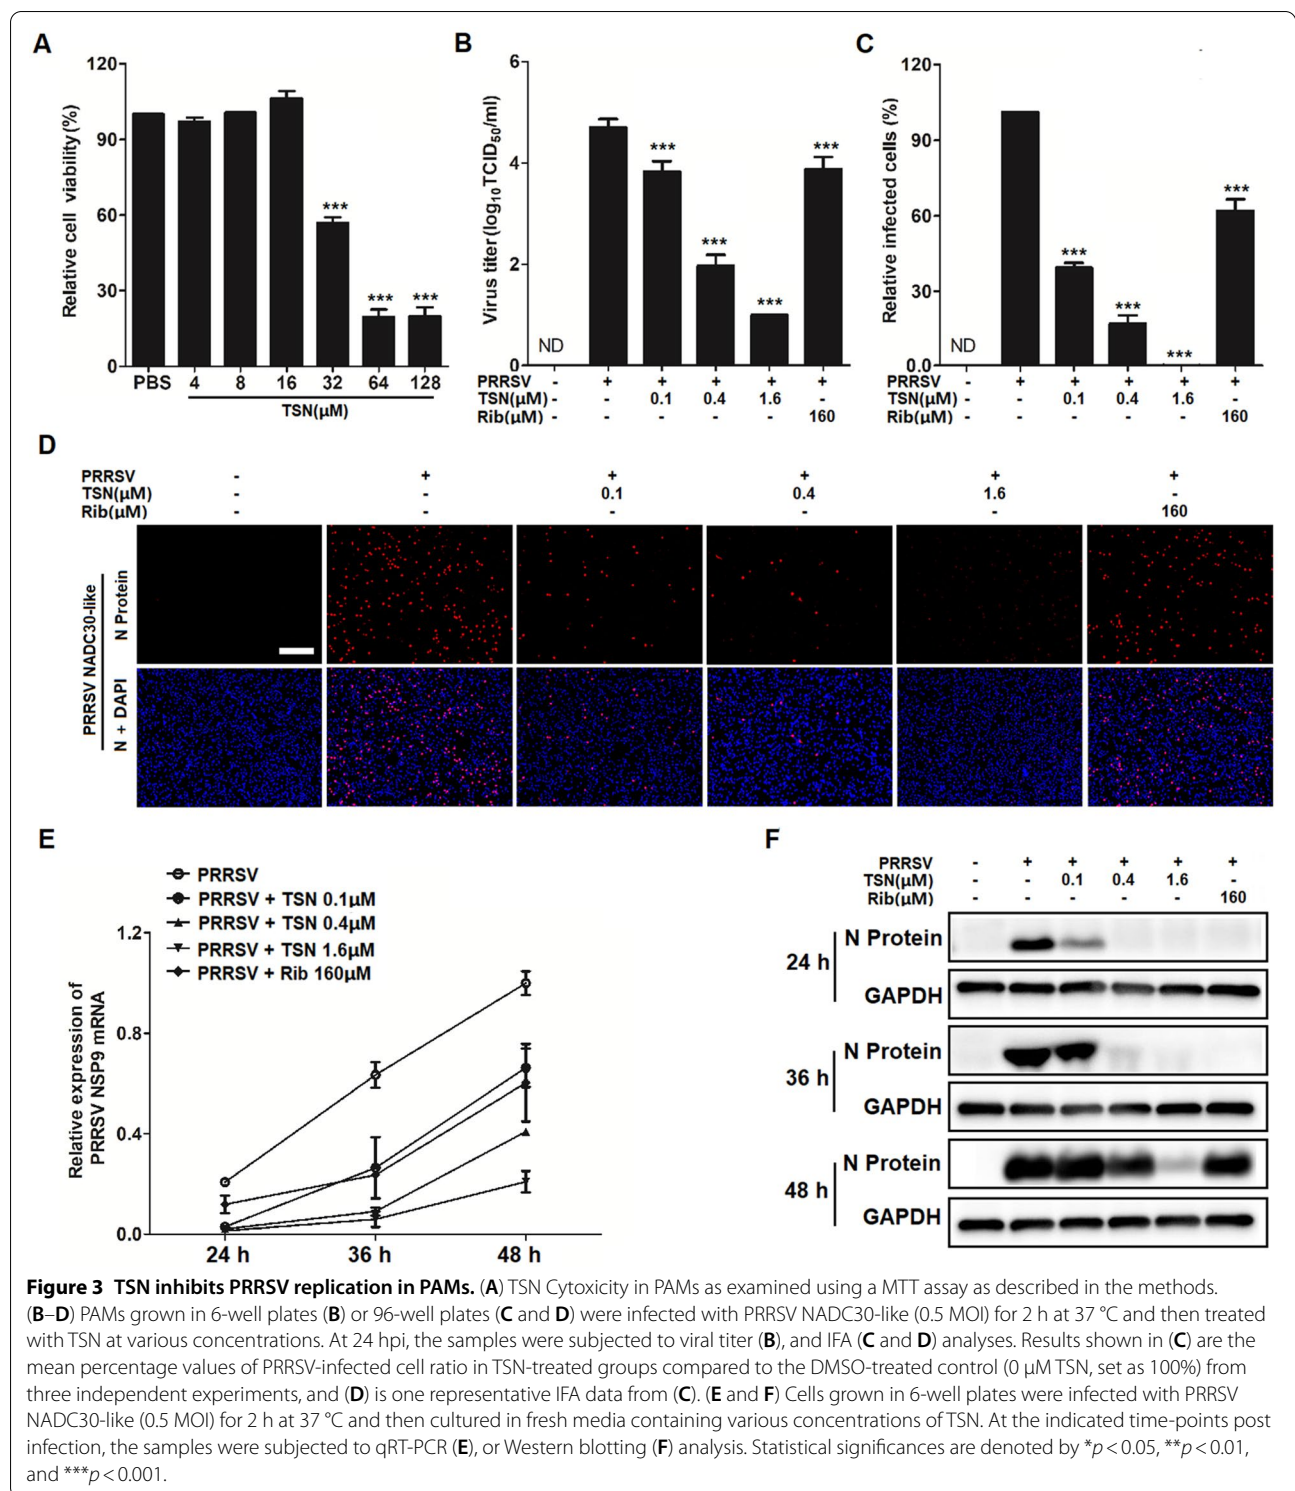 A
Relative cell viability(%)
120
90
60
30
0
***
***
***
PBS 4 8 16 32 64 128
TSN(μM)
B
Virus titer (log10TCID50/ml)
6
4
2
0
ND
***
***
***
***
PRRSV - + + + + +
TSN(μM) - - 0.1 0.4 1.6 -
Rib(μM) - - - - - 160
C
Relative infected cells (%)
120
90
60
30
0.0
ND
***
***
***
***
PRRSV - + + + + +
TSN(μM) - - 0.1 0.4 1.6 -
Rib(μM) - - - - - 160
D
PRRSV - + + + + +
TSN(μM) - - 0.1 0.4 1.6 -
Rib(μM) - - - - - 160
PRRSV NADC30-like
N Protein
N + DAPI
E
PRRSV
PRRSV + TSN 0.1μM
PRRSV + TSN 0.4μM
PRRSV + TSN 1.6μM
PRRSV + Rib 160μM
Relative expression of
PRRSV NSP9 mRNA
1.2
0.8
0.4
0.0
24 h 36 h 48 h
F
PRRSV - + + + + +
TSN(μM) - - 0.1 0.4 1.6 -
Rib(μM) - - - - - 160
24 h
N Protein
GAPDH
36 h
N Protein
GAPDH
48 h
N Protein
GAPDH
Figure 3 TSN inhibits PRRSV replication in PAMs. (A) TSN Cytoxicity in PAMs as examined using a MTT assay as described in the methods.
(B–D) PAMs grown in 6-well plates (B) or 96-well plates (C and D) were infected with PRRSV NADC30-like (0.5 MOI) for 2 h at 37 °C and then treated
with TSN at various concentrations. At 24 hpi, the samples were subjected to viral titer (B), and IFA (C and D) analyses. Results shown in (C) are the
mean percentage values of PRRSV-infected cell ratio in TSN-treated groups compared to the DMSO-treated control (0 μM TSN, set as 100%) from
three independent experiments, and (D) is one representative IFA data from (C). (E and F) Cells grown in 6-well plates were infected with PRRSV
NADC30-like (0.5 MOI) for 2 h at 37 °C and then cultured in fresh media containing various concentrations of TSN. At the indicated time-points post
infection, the samples were subjected to qRT-PCR (E), or Western blotting (F) analysis. Statistical significances are denoted by *p < 0.05, **p < 0.01,
and ***p < 0.001.